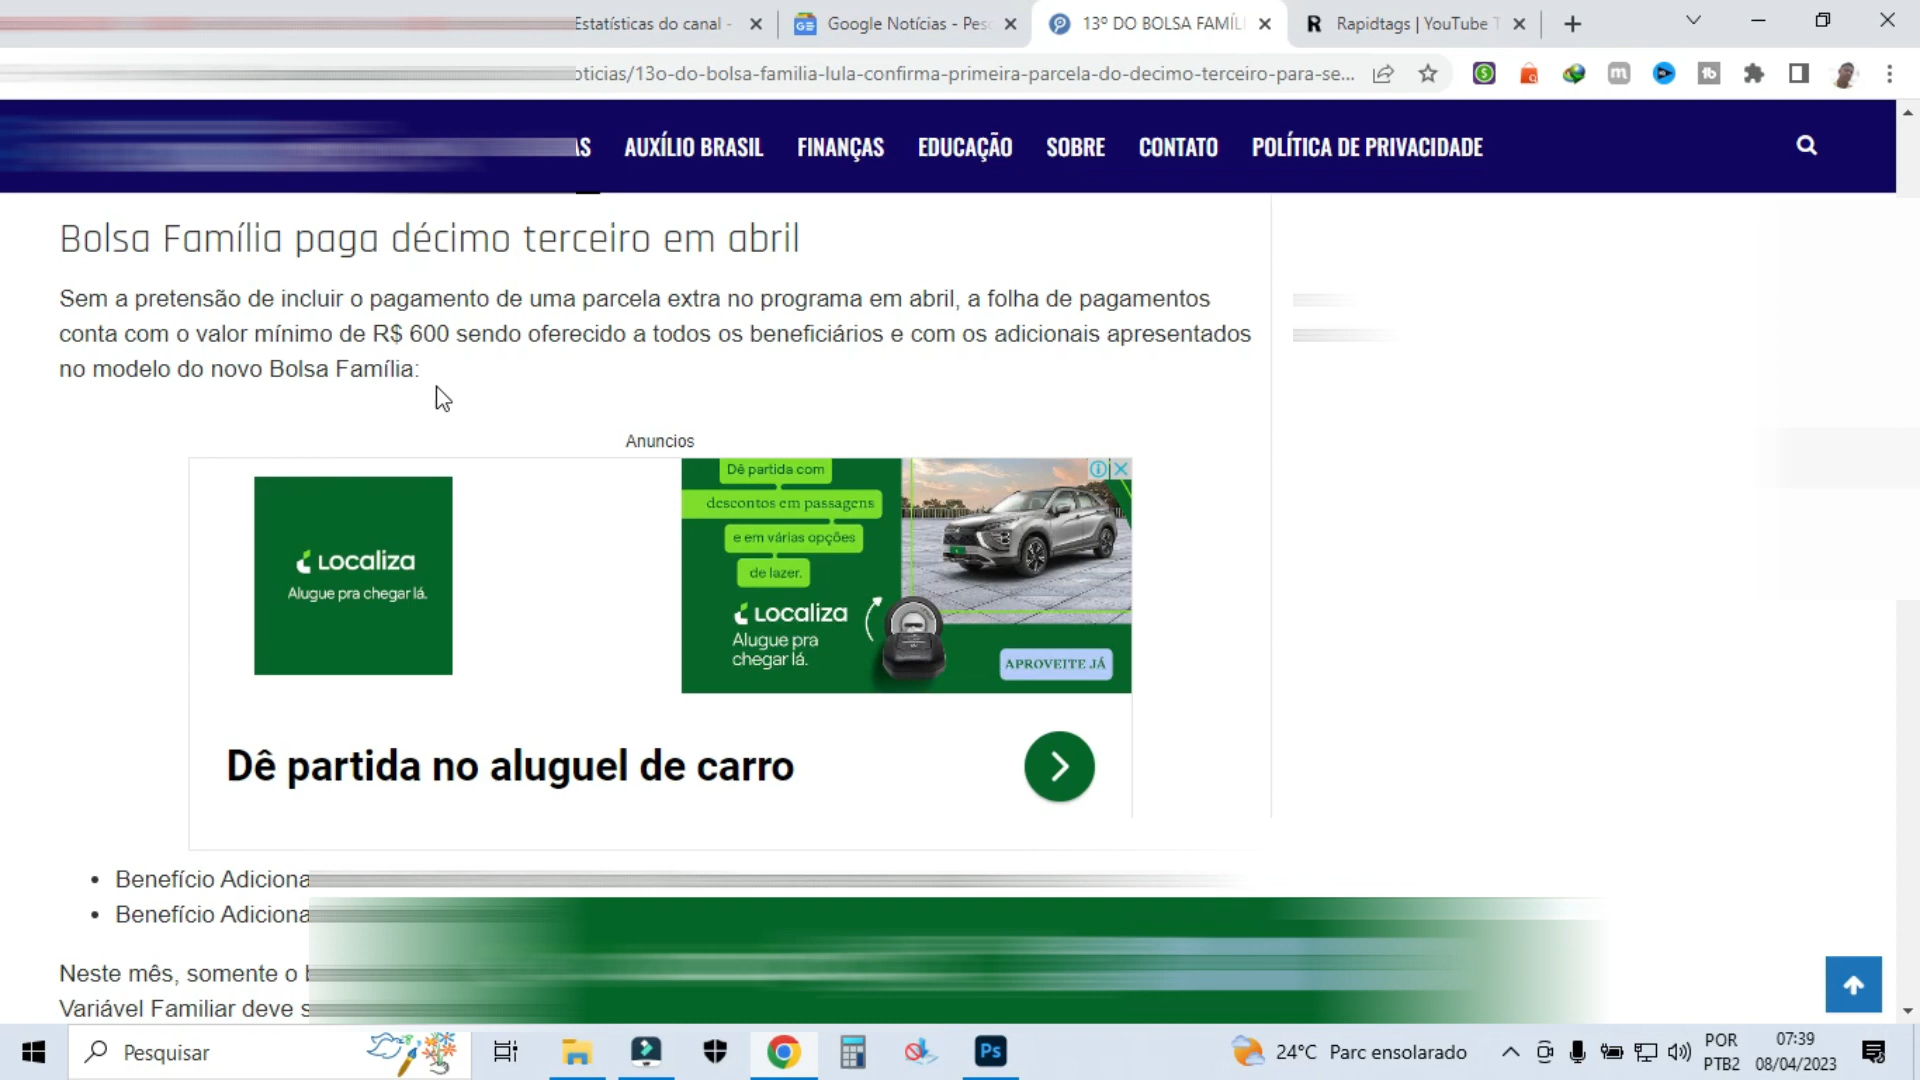 Estatísticas do canal -
Google Notícias - Pes
13º DO BOLSA FAMÍL
Rapidtags | YouTube T
oticias/13o-do-bolsa-familia-lula-confirma-primeira-parcela-do-decimo-terceiro-para-se...
AS AUXÍLIO BRASIL FINANÇAS EDUCAÇÃO SOBRE CONTATO POLÍTICA DE PRIVACIDADE
Bolsa Família paga décimo terceiro em abril
Sem a pretensão de incluir o pagamento de uma parcela extra no programa em abril, a folha de pagamentos
conta com o valor mínimo de R$ 600 sendo oferecido a todos os beneficiários e com os adicionais apresentados
no modelo do novo Bolsa Família:
Anuncios
Localiza
Alugue pra chegar lá.
Dê partida com
descontos em passagens
e em várias opções
de lazer.
Localiza
Alugue pra
chegar lá.
APROVEITE JÁ
Dê partida no aluguel de carro
• Benefício Adiciona
• Benefício Adiciona
Neste mês, somente o
Variável Familiar deve s
Pesquisar
Ps
24°C Parc ensolarado
POR
PTB2
07:39
08/04/2023